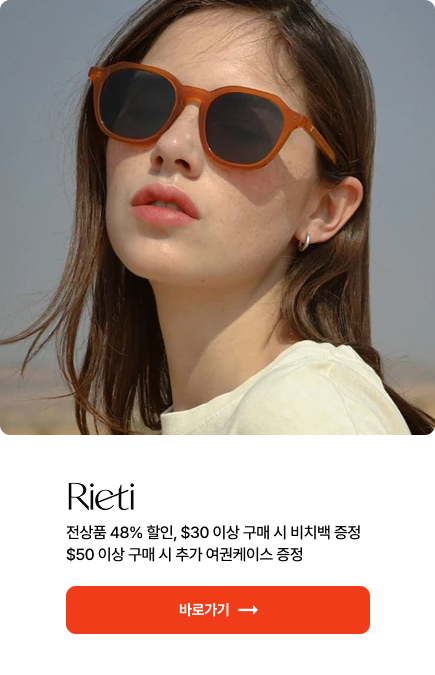 Rieti
전상품 48% 할인, $30 이상 구매 시 비치백 증정
$50 이상 구매 시 추가 여권케이스 증정
바로가기 →